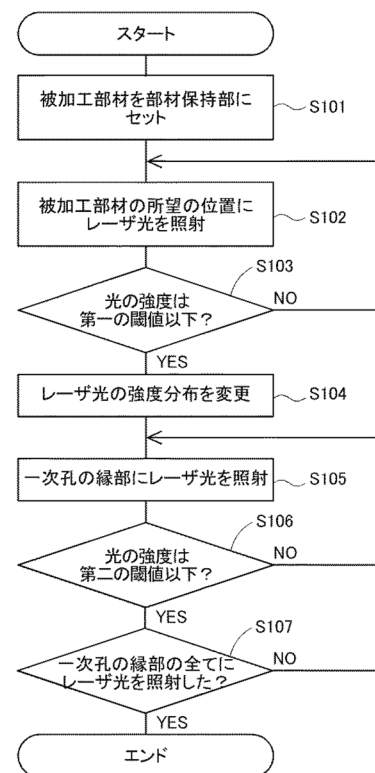 スタート
被加工部材を部材保持部に
セット
S101
被加工部材の所望の位置に
レーザ光を照射
S102
S103
光の強度は
第一の閾値以下？
NO
YES
レーザ光の強度分布を変更
S104
一次孔の縁部にレーザ光を照射
S105
S106
光の強度は
第二の閾値以下？
NO
YES
S107
一次孔の縁部の全てに
レーザ光を照射した？
NO
YES
エンド